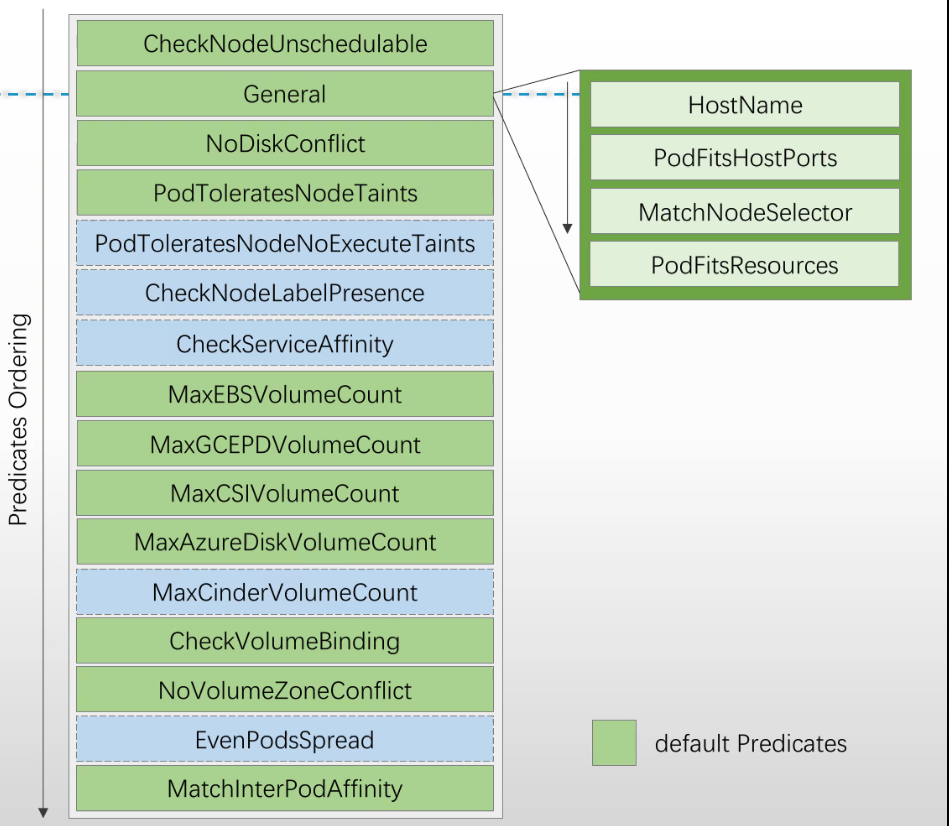 Predicates Ordering
CheckNodeUnschedulable
General
NoDiskConflict
PodToleratesNodeTaints
PodToleratesNodeNoExecuteTaints
CheckNodeLabelPresence
CheckServiceAffinity
MaxEBSVolumeCount
MaxGCEPDVolumeCount
MaxCSIVolumeCount
MaxAzureDiskVolumeCount
MaxCinderVolumeCount
CheckVolumeBinding
NoVolumeZoneConflict
EvenPodsSpread
MatchInterPodAffinity
HostName
PodFitsHostPorts
MatchNodeSelector
PodFitsResources
default Predicates